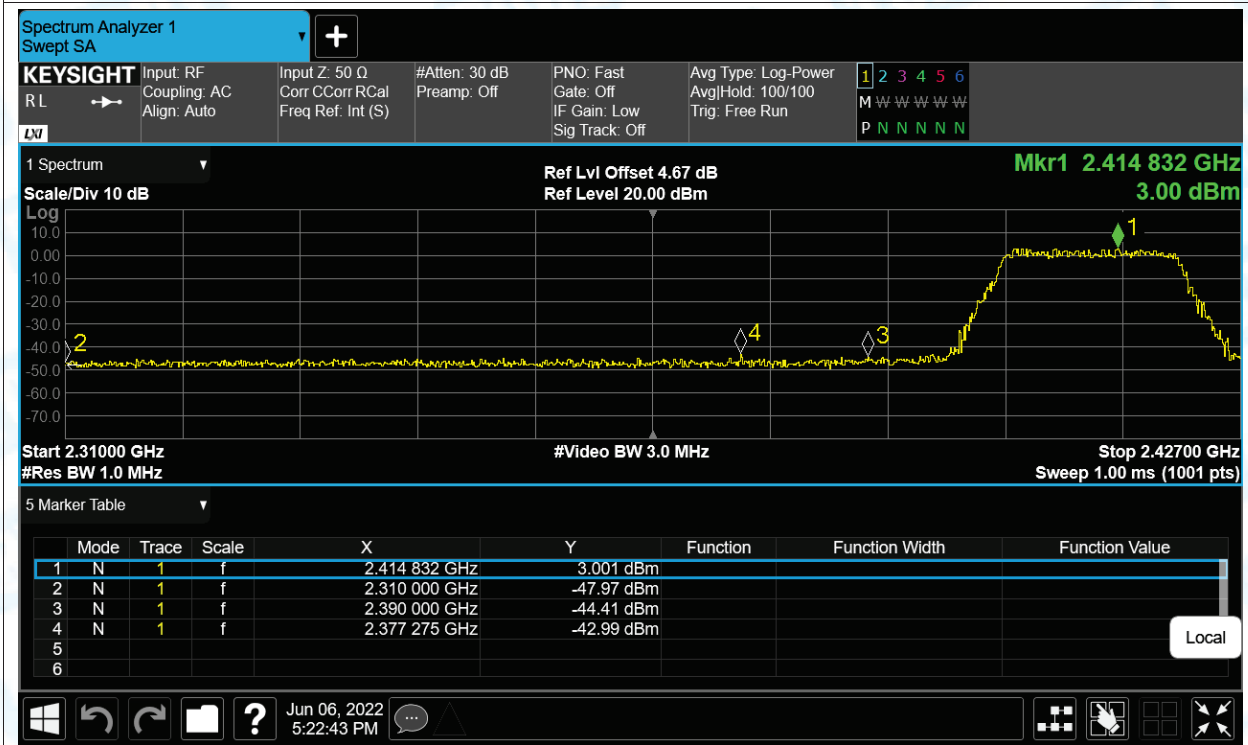 Spectrum Analyzer 1
Swept SA
+
KEYSIGHT
R L
LXI
Input: RF
Coupling: AC
Align: Auto
Input Z: 50 Ω
Corr CCorr RCal
Freq Ref: Int (S)
#Atten: 30 dB
Preamp: Off
PNO: Fast
Gate: Off
IF Gain: Low
Sig Track: Off
Avg Type: Log-Power
Avg|Hold: 100/100
Trig: Free Run
1 2 3 4 5 6
M W W W W W
P N N N N N
1 Spectrum
Scale/Div 10 dB
Ref Lvl Offset 4.67 dB
Ref Level 20.00 dBm
Mkr1 2.414 832 GHz
3.00 dBm
Log
10.0
0.00
-10.0
-20.0
-30.0
-40.0
-50.0
-60.0
-70.0
1
2
4
3
Start 2.31000 GHz
#Video BW 3.0 MHz
Stop 2.42700 GHz
#Res BW 1.0 MHz
Sweep 1.00 ms (1001 pts)
5 Marker Table
Mode Trace Scale X Y Function Function Width Function Value
1 N 1 f 2.414 832 GHz 3.001 dBm
2 N 1 f 2.310 000 GHz -47.97 dBm
3 N 1 f 2.390 000 GHz -44.41 dBm
4 N 1 f 2.377 275 GHz -42.99 dBm
5
6
Local
?
Jun 06, 2022
5:22:43 PM